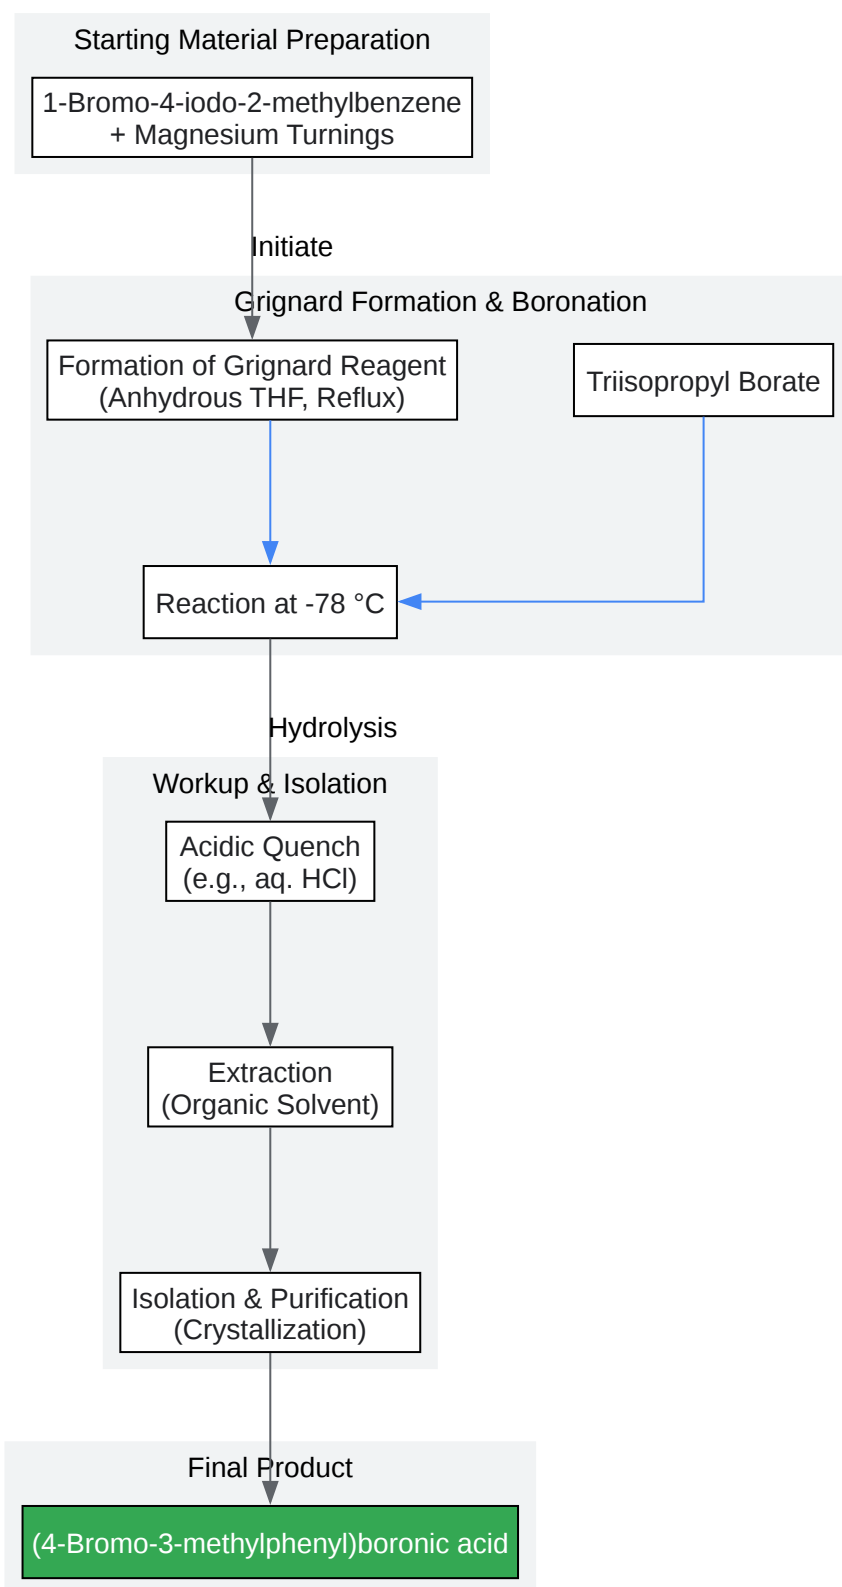 Starting Material Preparation
1-Bromo-4-iodo-2-methylbenzene
+ Magnesium Turnings
Initiate
Grignard Formation & Boronation
Formation of Grignard Reagent
(Anhydrous THF, Reflux)
Triisopropyl Borate
Reaction at -78 °C
Hydrolysis
Workup & Isolation
Acidic Quench
(e.g., aq. HCl)
Extraction
(Organic Solvent)
Isolation & Purification
(Crystallization)
Final Product
(4-Bromo-3-methylphenyl)boronic acid